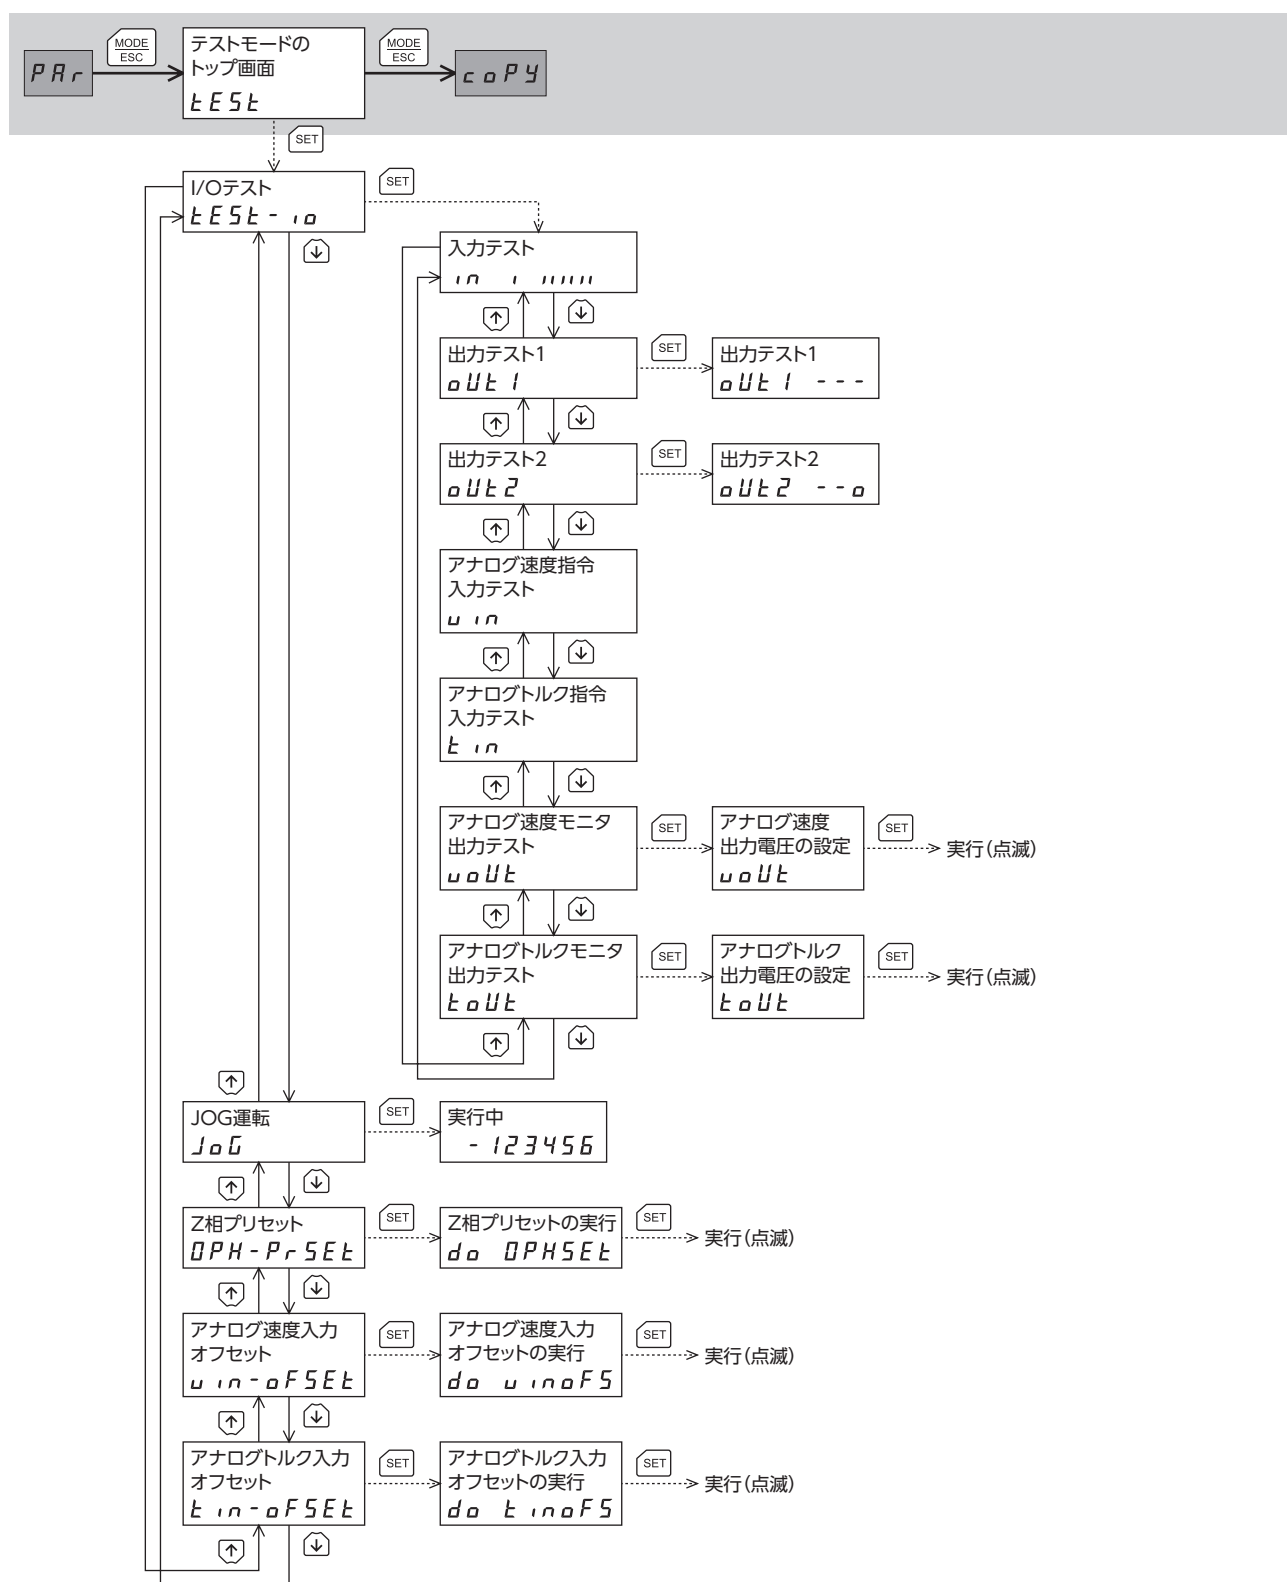 PAr
MODE
ESC
テストモードの
トップ画面
tESt
MODE
ESC
coPY
SET
I/Oテスト
tESt-io
SET
入力テスト
出力テスト1
oUt1
SET
出力テスト1
oUt1 ---
出力テスト2
oUt2
SET
出力テスト2
oUt2 --o
アナログ速度指令
入力テスト
vin
アナログトルク指令
入力テスト
tin
アナログ速度モニタ
出力テスト
voUt
SET
アナログ速度
出力電圧の設定
voUt
SET
実行(点滅)
アナログトルクモニタ
出力テスト
toUt
SET
アナログトルク
出力電圧の設定
toUt
SET
実行(点滅)
JOG運転
JoG
SET
実行中
-123456
Z相プリセット
0PH-PrSEt
SET
Z相プリセットの実行
do 0PHSEt
SET
実行(点滅)
アナログ速度入力
オフセット
vin-oFSEt
SET
アナログ速度入力
オフセットの実行
do vinoFS
SET
実行(点滅)
アナログトルク入力
オフセット
tin-oFSEt
SET
アナログトルク入力
オフセットの実行
do tinoFS
SET
実行(点滅)